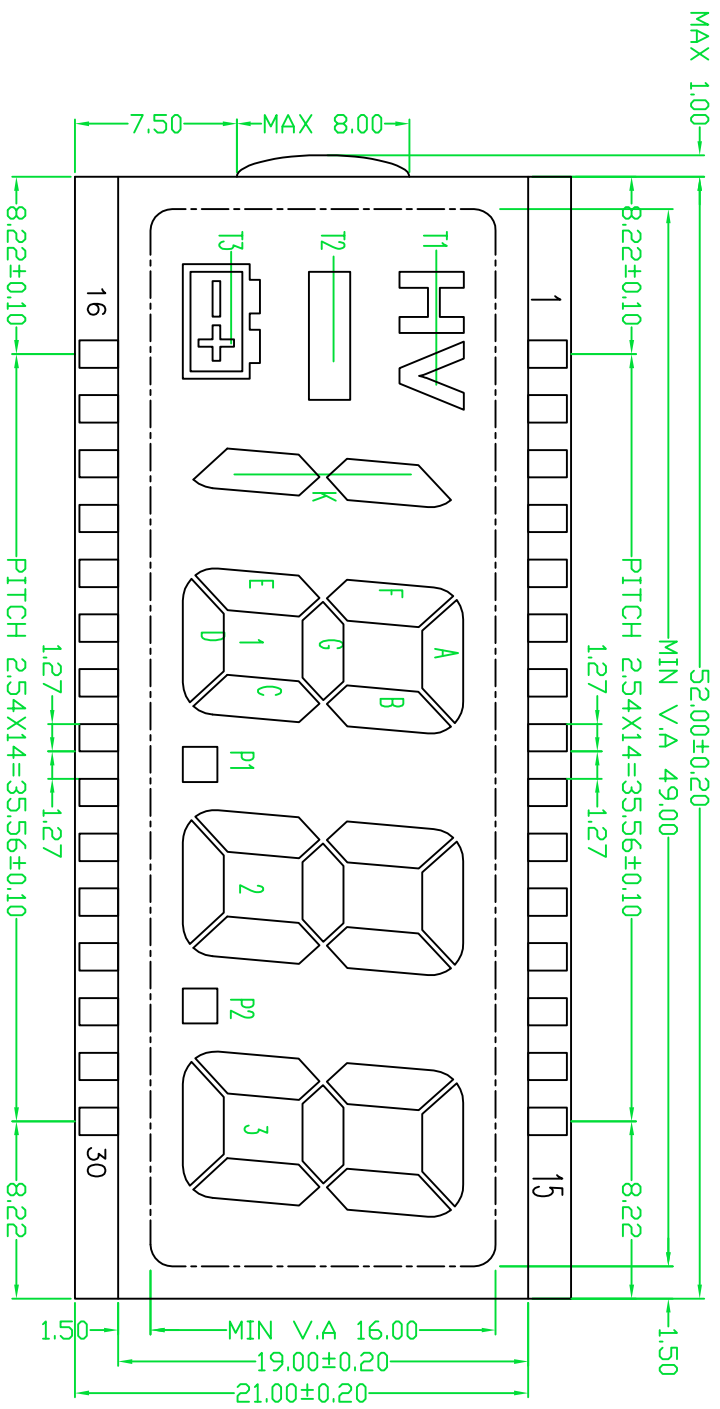 MAX 1.00
52.00±0.20
1.50
MIN V.A 49.00
8.22±0.10
PITCH 2.54X14=35.56±0.10
8.22
1.27
1.27
1
15
HV
T1
T2
T3
K
A
F
B
G
E
C
D
1
P1
2
P2
3
- +
16
30
1.27
1.27
8.22±0.10
PITCH 2.54X14=35.56±0.10
8.22
7.50
MAX 8.00
1.50
MIN V.A 16.00
19.00±0.20
21.00±0.20